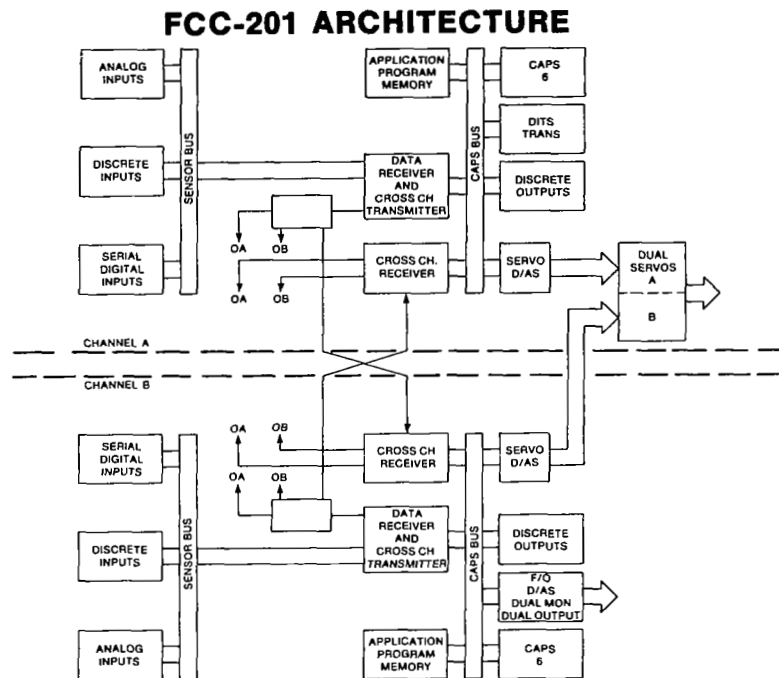 FCC-201 ARCHITECTURE
ANALOG
INPUTS
APPLICATION
PROGRAM
MEMORY
CAPS
6
DITS
TRANS
SENSOR BUS
CAPS BUS
DISCRETE
INPUTS
DATA
RECEIVER
AND
CROSS CH
TRANSMITTER
DISCRETE
OUTPUTS
OA
OB
SERIAL
DIGITAL
INPUTS
OA
OB
CROSS CH.
RECEIVER
SERVO
D/AS
DUAL
SERVOS
A
B
CHANNEL A
CHANNEL B
SERIAL
DIGITAL
INPUTS
OA
OB
CROSS CH
RECEIVER
SERVO
D/AS
OA
OB
SENSOR BUS
CAPS BUS
DISCRETE
INPUTS
DATA
RECEIVER
AND
CROSS CH
TRANSMITTER
DISCRETE
OUTPUTS
F/O
D/AS
DUAL MON
DUAL OUTPUT
ANALOG
INPUTS
APPLICATION
PROGRAM
MEMORY
CAPS
6